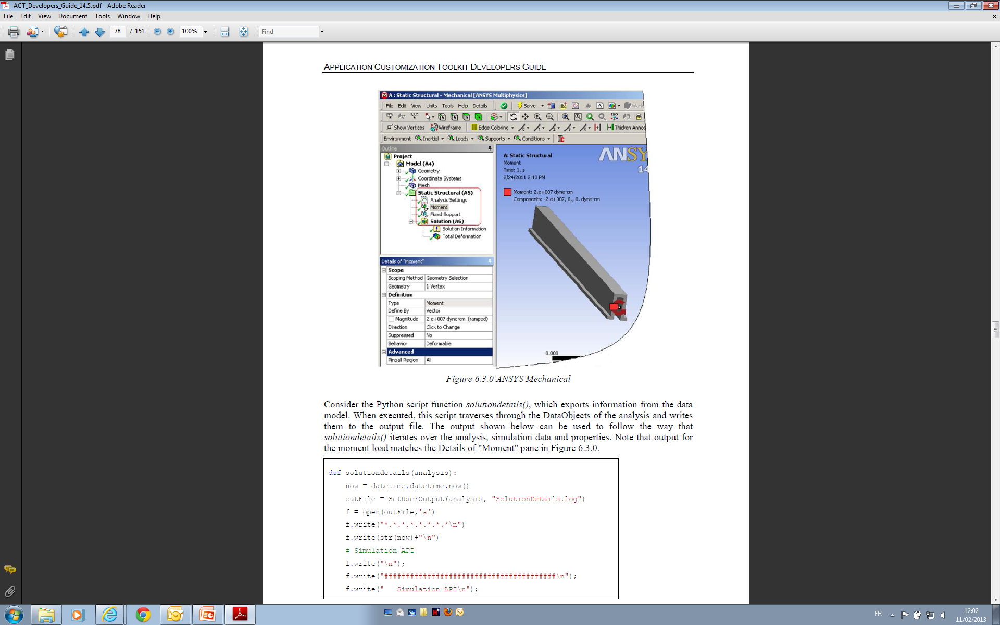 ACT_Developers_Guide_14.5.pdf - Adobe Reader
File Edit View Document Tools Window Help
78 / 151 100% Find
APPLICATION CUSTOMIZATION TOOLKIT DEVELOPERS GUIDE
A : Static Structural - Mechanical [ANSYS Multiphysics]
File Edit View Units Tools Help Details Solve
Show Vertices Wireframe Edge Coloring Thicken Annot
Environment Inertial Loads Supports Conditions
Outline
Project
Model (A4)
Geometry
Coordinate Systems
Mesh
Static Structural (A5)
Analysis Settings
Moment
Fixed Support
Solution (A6)
Solution Information
Total Deformation
A: Static Structural
Moment
Time: 1. s
2/24/2011 2:13 PM
Moment: 2.e+007 dyne·cm
Components: -2.e+007, 0., 0. dyne·cm
ANSY
14
0.000
Details of "Moment"
Scope
Scoping Method Geometry Selection
Geometry 1 Vertex
Definition
Type Moment
Define By Vector
Magnitude 2.e+007 dyne·cm (ramped)
Direction Click to Change
Suppressed No
Behavior Deformable
Advanced
Pinball Region All
Figure 6.3.0 ANSYS Mechanical
Consider the Python script function solutiondetails(), which exports information from the data
model. When executed, this script traverses through the DataObjects of the analysis and writes
them to the output file. The output shown below can be used to follow the way that
solutiondetails() iterates over the analysis, simulation data and properties. Note that output for
the moment load matches the Details of "Moment" pane in Figure 6.3.0.
def solutiondetails(analysis):
now = datetime.datetime.now()
outFile = SetUserOutput(analysis, "SolutionDetails.log")
f = open(outFile,'a')
f.write("*.*.*.*.*.*.*.*\n")
f.write(str(now)+"\n")
# Simulation API
f.write("\n");
f.write("########################################\n");
f.write("   Simulation API\n");
FR
12:02
11/02/2013